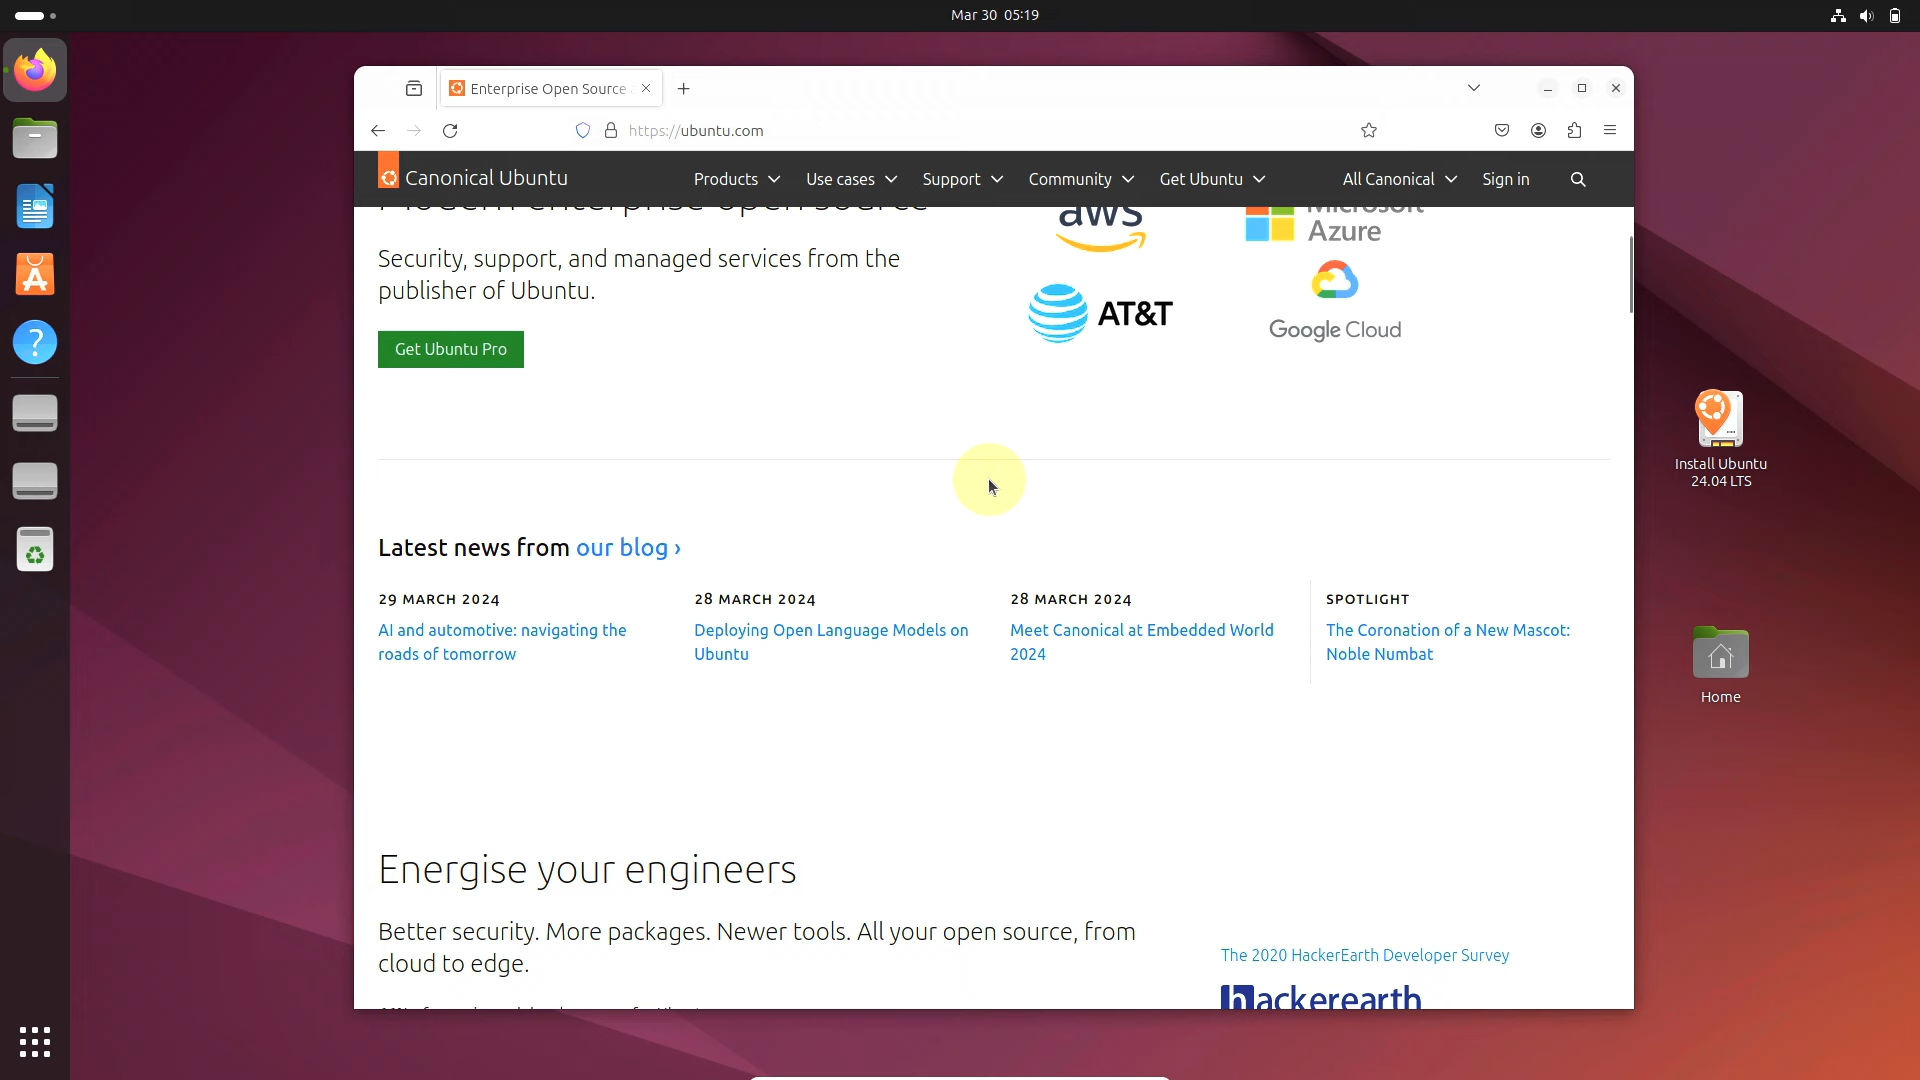 Mar 30 05:19
Enterprise Open Source
https://ubuntu.com
Canonical Ubuntu
Products
Use cases
Support
Community
Get Ubuntu
All Canonical
Sign in
Modern enterprise open source
aws
Microsoft
Azure
Security, support, and managed services from the
publisher of Ubuntu.
AT&T
Google Cloud
Get Ubuntu Pro
Install Ubuntu
24.04 LTS
Latest news from our blog ›
29 MARCH 2024
AI and automotive: navigating the
roads of tomorrow
28 MARCH 2024
Deploying Open Language Models on
Ubuntu
28 MARCH 2024
Meet Canonical at Embedded World
2024
SPOTLIGHT
The Coronation of a New Mascot:
Noble Numbat
Home
Energise your engineers
Better security. More packages. Newer tools. All your open source, from
cloud to edge.
The 2020 HackerEarth Developer Survey
hackerearth